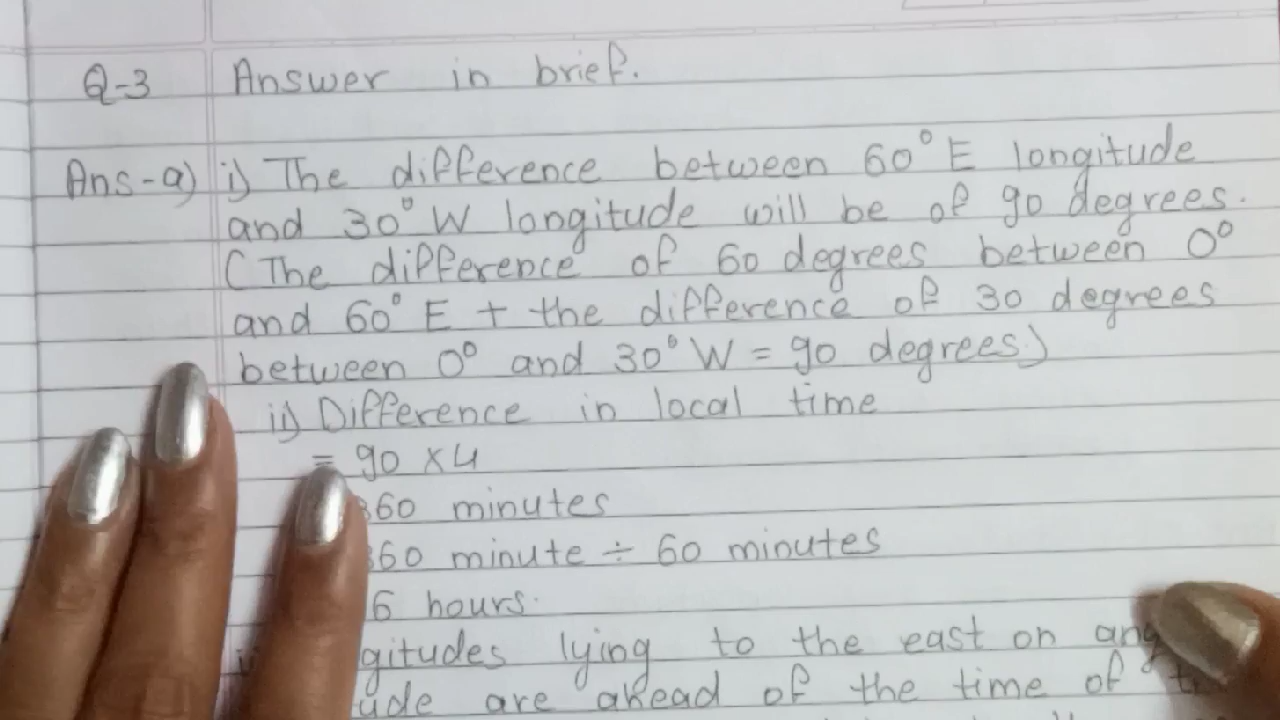 Q-3 Answer in brief.
Ans-a) i) The difference between 60° E longitude
and 30° W longitude will be of 90 degrees.
(The difference of 60 degrees between 0°
and 60° E + the difference of 30 degrees
between 0° and 30° W = 90 degrees)
ii) Difference in local time
= 90 x 4
360 minutes
360 minute ÷ 60 minutes
6 hours.
gitudes lying to the east on any
ude are ahead of the time of